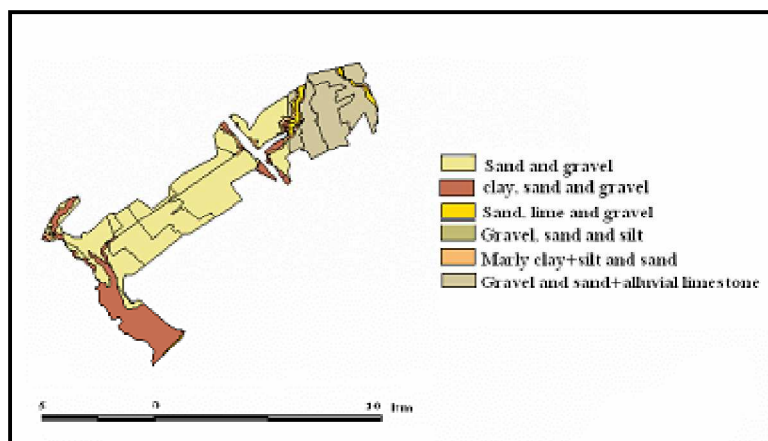 Sand and gravel
clay, sand and gravel
Sand, lime and gravel
Gravel, sand and silt
Marly clay+silt and sand
Gravel and sand+alluvial limestone
5 0 10 km